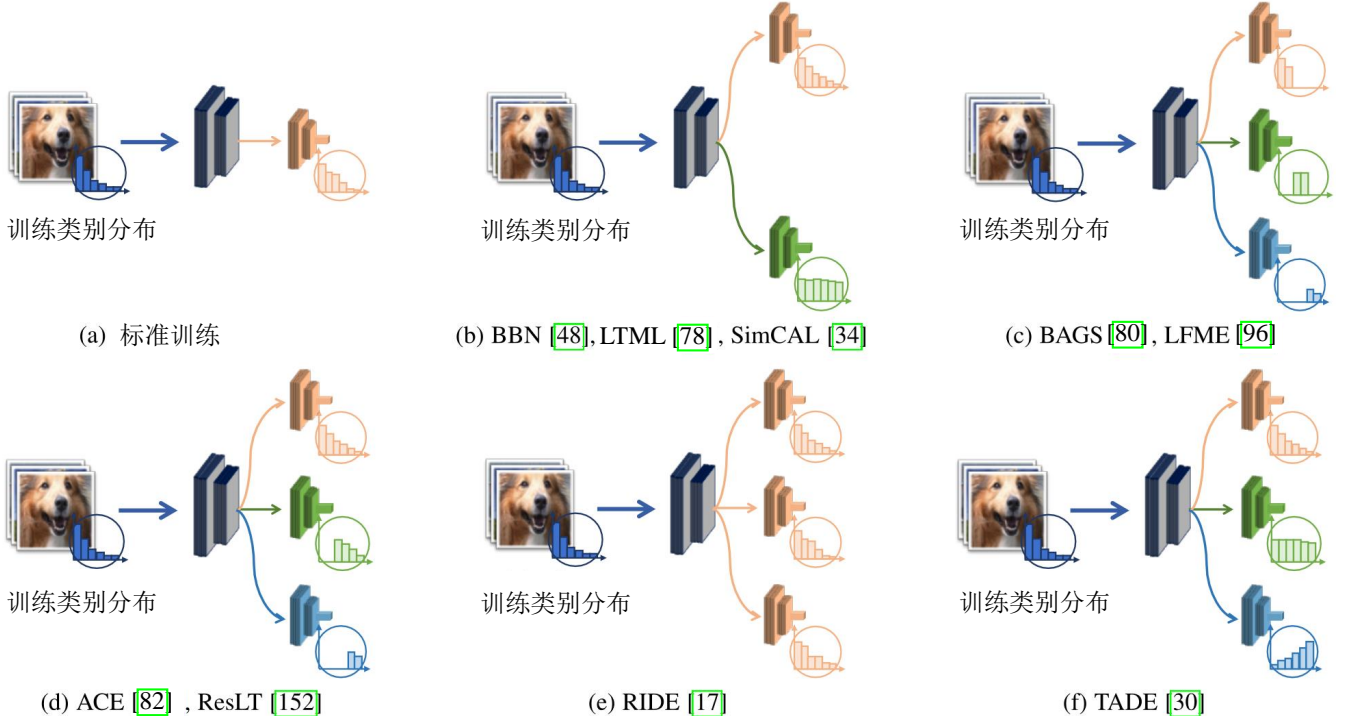 训练类别分布
训练类别分布
训练类别分布
(a) 标准训练
(b) BBN [48], LTML [78] , SimCAL [34]
(c) BAGS [80] , LFME [96]
训练类别分布
训练类别分布
训练类别分布
(d) ACE [82] , ResLT [152]
(e) RIDE [17]
(f) TADE [30]